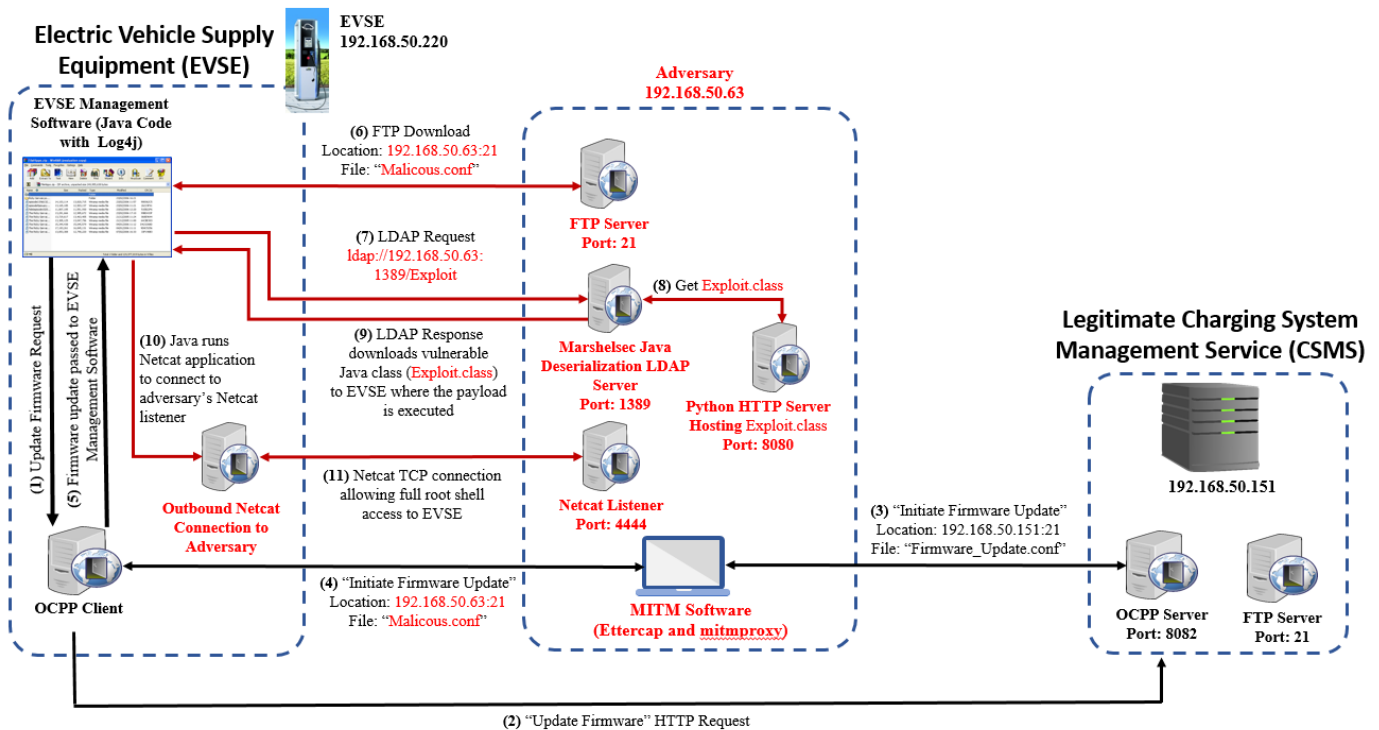 Electric Vehicle Supply
Equipment (EVSE)
EVSE
192.168.50.220
EVSE Management
Software (Java Code
with Log4j)
Adversary
192.168.50.63
(6) FTP Download
Location: 192.168.50.63:21
File: “Malicous.conf”
FTP Server
Port: 21
(7) LDAP Request
ldap://192.168.50.63:
1389/Exploit
(8) Get Exploit.class
(9) LDAP Response
downloads vulnerable
Java class (Exploit.class)
to EVSE where the payload
is executed
Marshelsec Java
Deserialization LDAP
Server
Port: 1389
Python HTTP Server
Hosting Exploit.class
Port: 8080
(1) Update Firmware Request
(5) Firmware update passed to EVSE
Management Software
(10) Java runs
Netcat application
to connect to
adversary’s Netcat
listener
Outbound Netcat
Connection to
Adversary
(11) Netcat TCP connection
allowing full root shell
access to EVSE
Netcat Listener
Port: 4444
OCPP Client
(4) “Initiate Firmware Update”
Location: 192.168.50.63:21
File: “Malicous.conf”
MITM Software
(Ettercap and mitmproxy)
Legitimate Charging System
Management Service (CSMS)
192.168.50.151
(3) “Initiate Firmware Update”
Location: 192.168.50.151:21
File: “Firmware_Update.conf”
OCPP Server
Port: 8082
FTP Server
Port: 21
(2) “Update Firmware” HTTP Request